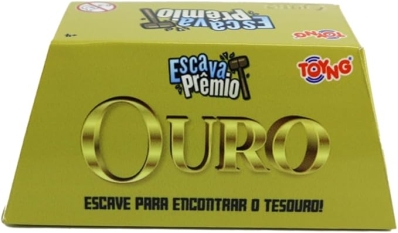 Escava
Prêmio
Escava
Prêmio
TOYNG
OURO
ESCAVE PARA ENCONTRAR O TESOURO!